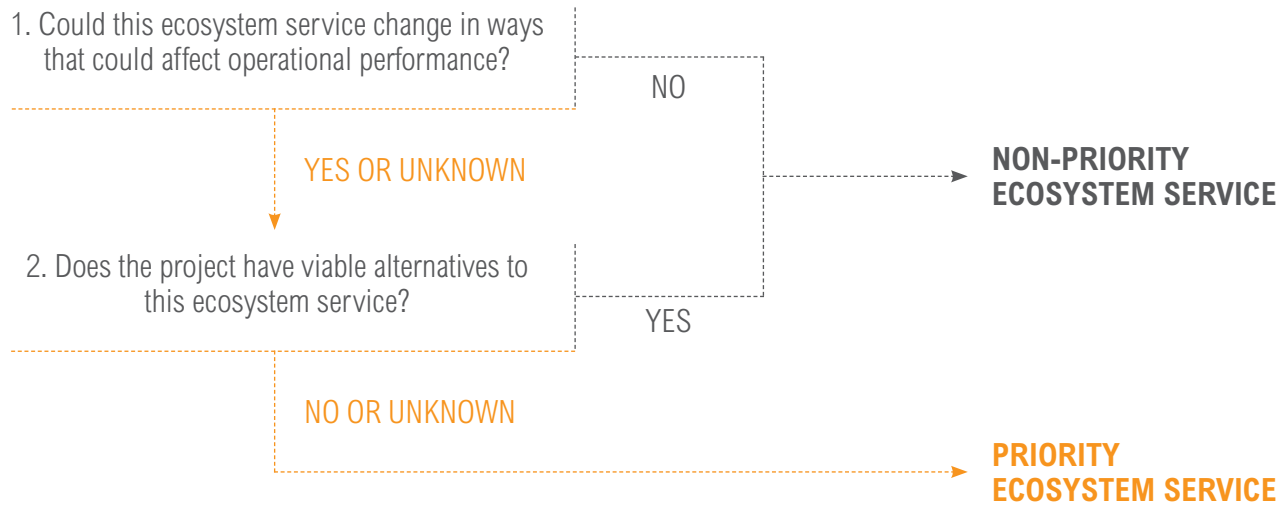 1. Could this ecosystem service change in ways
that could affect operational performance?
NO
YES OR UNKNOWN
NON-PRIORITY
ECOSYSTEM SERVICE
2. Does the project have viable alternatives to
this ecosystem service?
YES
NO OR UNKNOWN
PRIORITY
ECOSYSTEM SERVICE